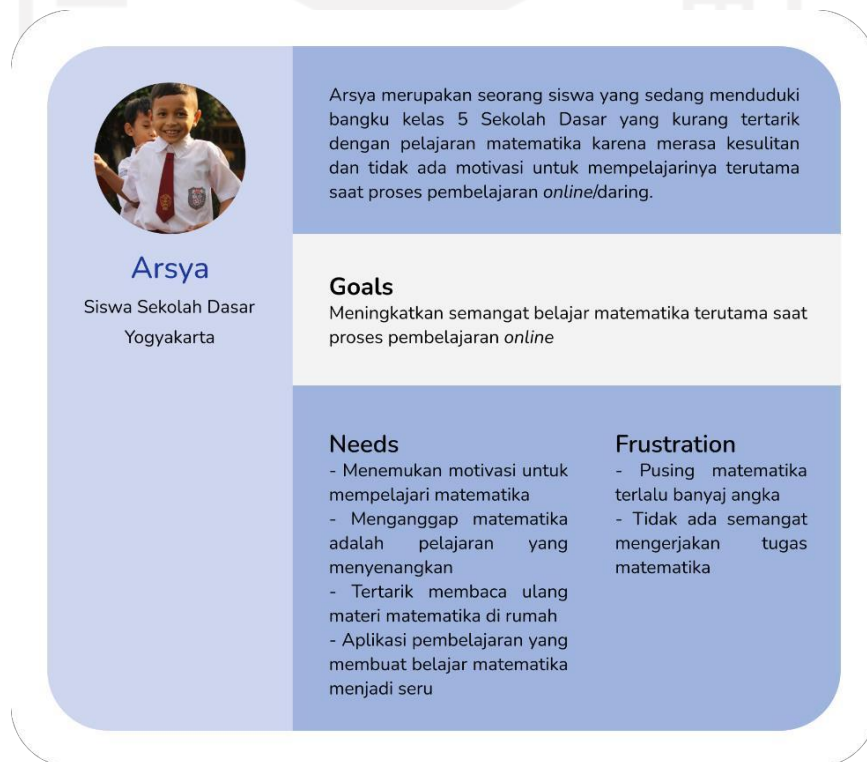 Arsya
Siswa Sekolah Dasar
Yogyakarta
Arsya merupakan seorang siswa yang sedang menduduki
bangku kelas 5 Sekolah Dasar yang kurang tertarik
dengan pelajaran matematika karena merasa kesulitan
dan tidak ada motivasi untuk mempelajarinya terutama
saat proses pembelajaran online/daring.
Goals
Meningkatkan semangat belajar matematika terutama saat
proses pembelajaran online
Needs
- Menemukan motivasi untuk
mempelajari matematika
- Menganggap matematika
adalah pelajaran yang
menyenangkan
- Tertarik membaca ulang
materi matematika di rumah
- Aplikasi pembelajaran yang
membuat belajar matematika
menjadi seru
Frustration
- Pusing matematika
terlalu banyaj angka
- Tidak ada semangat
mengerjakan tugas
matematika